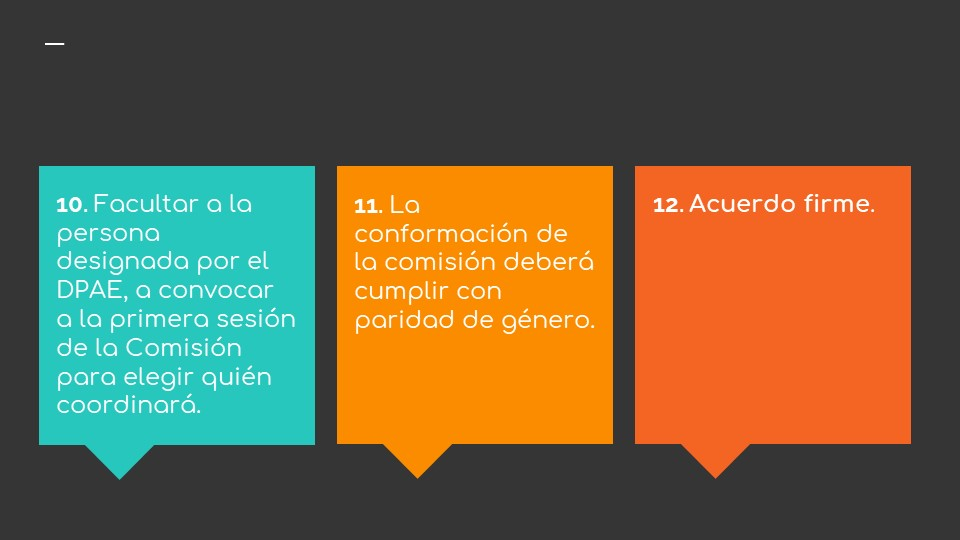 10. Facultar a la
persona
designada por el
DPAE, a convocar
a la primera sesión
de la Comisión
para elegir quién
coordinará.
11. La
conformación de
la comisión deberá
cumplir con
paridad de género.
12. Acuerdo firme.